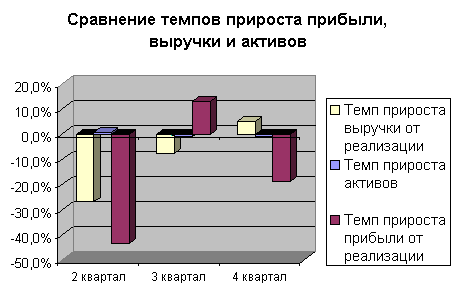 Сравнение темпов прироста прибыли,
выручки и активов
20,0%
10,0%
0,0%
-10,0%
-20,0%
-30,0%
-40,0%
-50,0%
2 квартал
3 квартал
4 квартал
Темп прироста
выручки от
реализации
Темп прироста
активов
Темп прироста
прибыли от
реализации